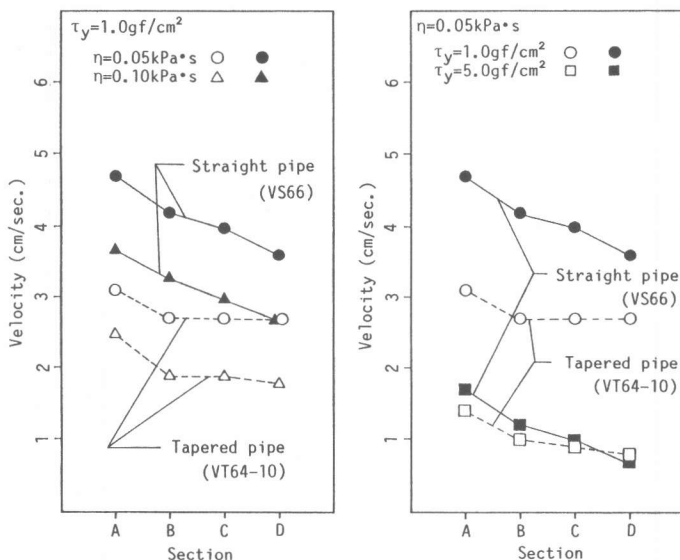 τy=1.0gf/cm²
η=0.05kPa•s ○ ●
η=0.10kPa•s △ ▲
6
5
4
3
2
1
Velocity (cm/sec.)
Straight pipe
(VS66)
Tapered pipe
(VT64-10)
A B C D
Section
η=0.05kPa•s
τy=1.0gf/cm² ○ ●
τy=5.0gf/cm² □ ■
6
5
4
3
2
1
Velocity (cm/sec.)
Straight pipe
(VS66)
Tapered pipe
(VT64-10)
A B C D
Section